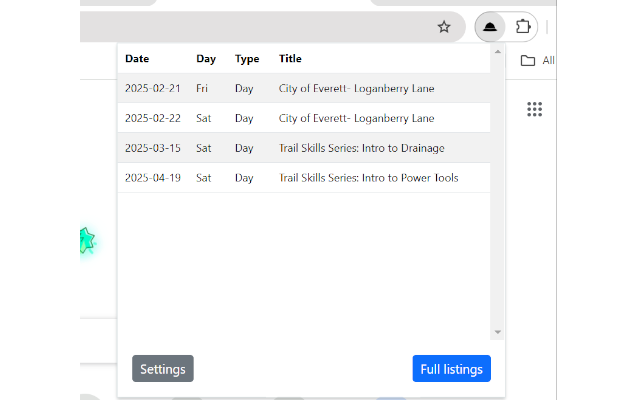 All
Date Day Type Title
2025-02-21 Fri Day City of Everett- Loganberry Lane
2025-02-22 Sat Day City of Everett- Loganberry Lane
2025-03-15 Sat Day Trail Skills Series: Intro to Drainage
2025-04-19 Sat Day Trail Skills Series: Intro to Power Tools
Settings Full listings